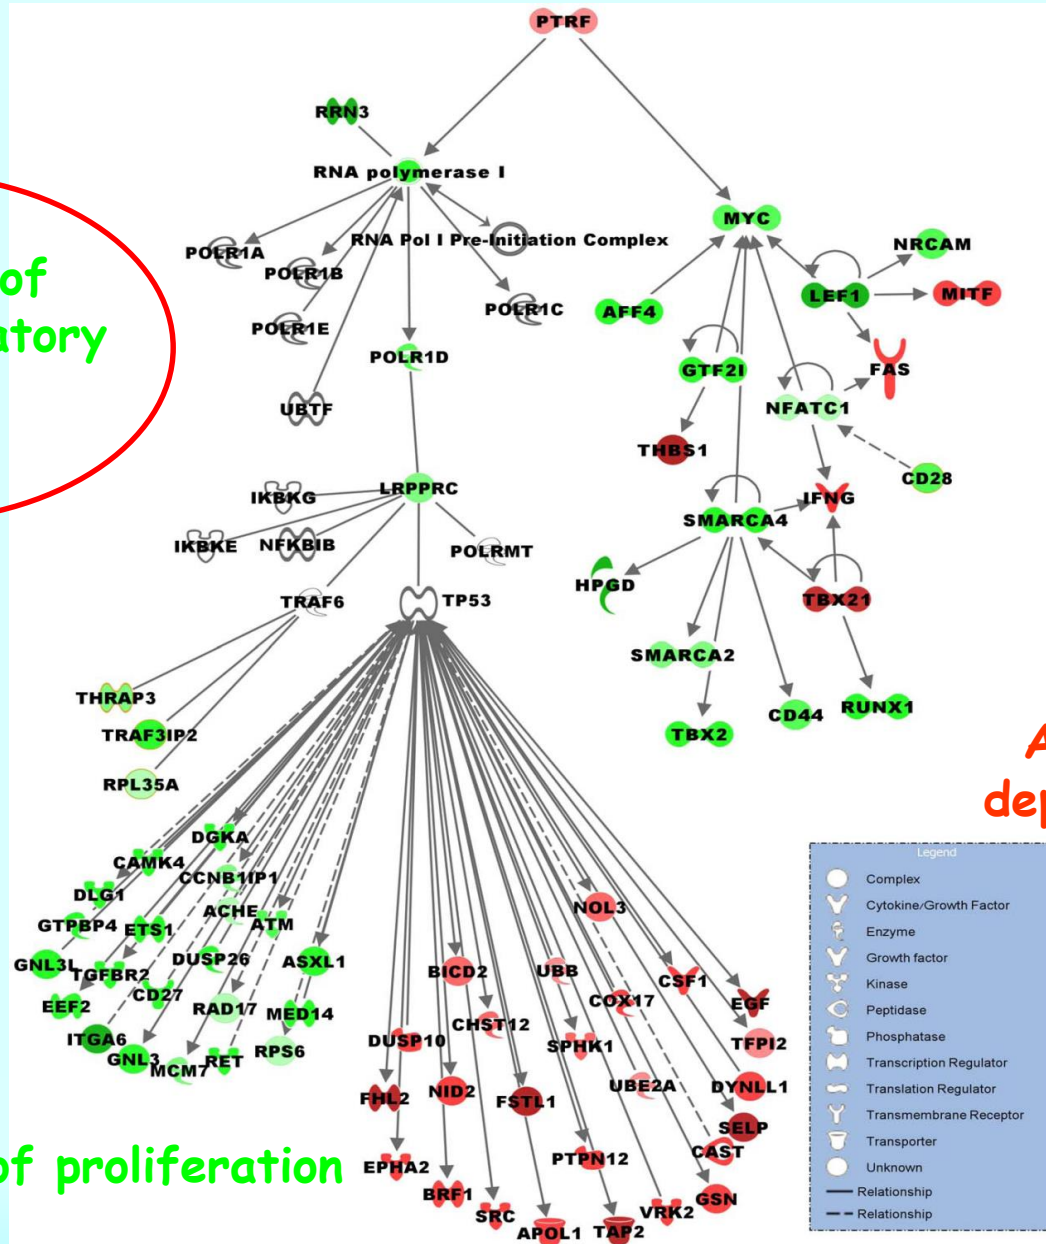 PTRF
RRN3
RNA polymerase I
RNA Pol I Pre-Initiation Complex
POLR1A
POLR1B
POLR1C
POLR1E
POLR1D
UBTF
MYC
NRCAM
LEF1
MITF
AFF4
GTF2I
FAS
NFATC1
THBS1
CD28
IFNG
SMARCA4
HPGD
TBX21
SMARCA2
TBX2
CD44
RUNX1
of
atory
LRPPRC
IKBKG
IKBKE
NFKBIB
POLRMT
TRAF6
TP53
THRAP3
TRAF3IP2
RPL35A
A
dep
DGKA
CAMK4
CCNB1IP1
DLG1
ACHE
GTPBP4
ETS1
ATM
GNL3L
TGFBR2
DUSP26
ASXL1
EEF2
CD27
RAD17
MED14
ITGA6
GNL3
MCM7
RET
RPS6
NOL3
BICD2
UBB
CSF1
COX17
EGF
CHST12
DUSP10
SPHK1
TFPI2
UBE2A
DYNLL1
FHL2
NID2
FSTL1
SELP
CAST
EPHA2
PTPN12
BRF1
GSN
SRC
VRK2
APOL1
TAP2
of proliferation
Legend
Complex
Cytokine/Growth Factor
Enzyme
Growth factor
Kinase
Peptidase
Phosphatase
Transcription Regulator
Translation Regulator
Transmembrane Receptor
Transporter
Unknown
Relationship
Relationship